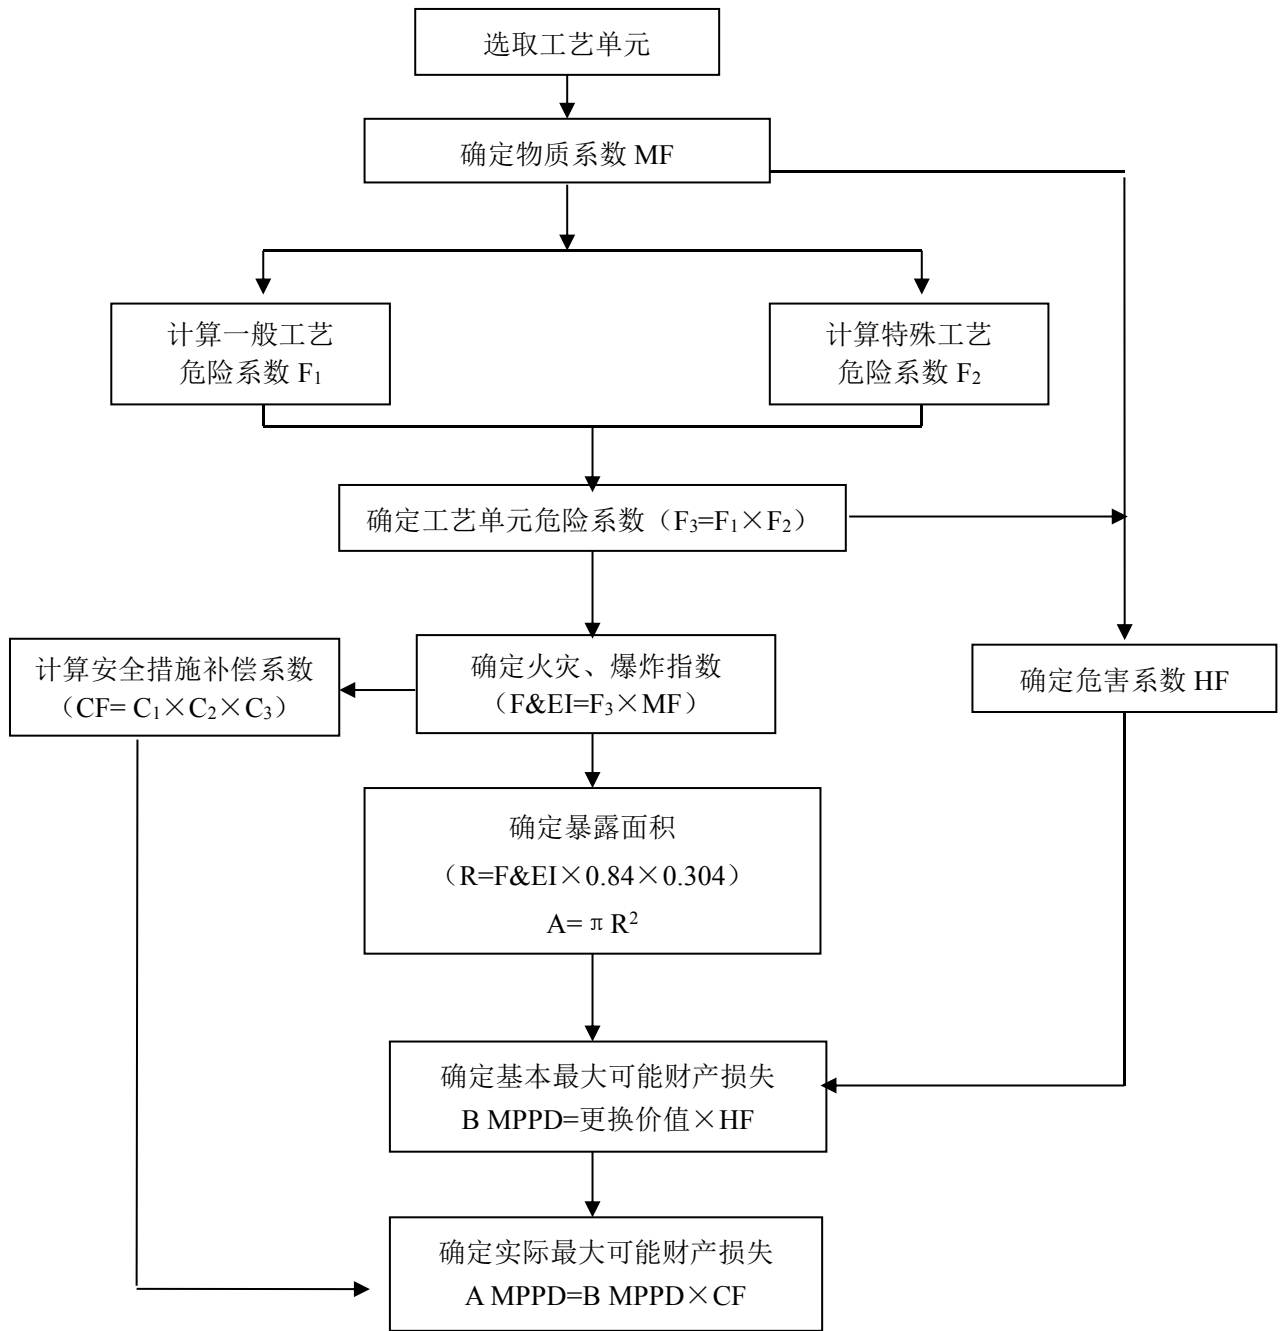 选取工艺单元
确定物质系数 MF
计算一般工艺
危险系数 F₁
计算特殊工艺
危险系数 F₂
确定工艺单元危险系数（F₃=F₁×F₂）
计算安全措施补偿系数
（CF= C₁×C₂×C₃）
确定火灾、爆炸指数
（F&EI=F₃×MF）
确定危害系数 HF
确定暴露面积
（R=F&EI×0.84×0.304）
A=πR²
确定基本最大可能财产损失
B MPPD=更换价值×HF
确定实际最大可能财产损失
A MPPD=B MPPD×CF